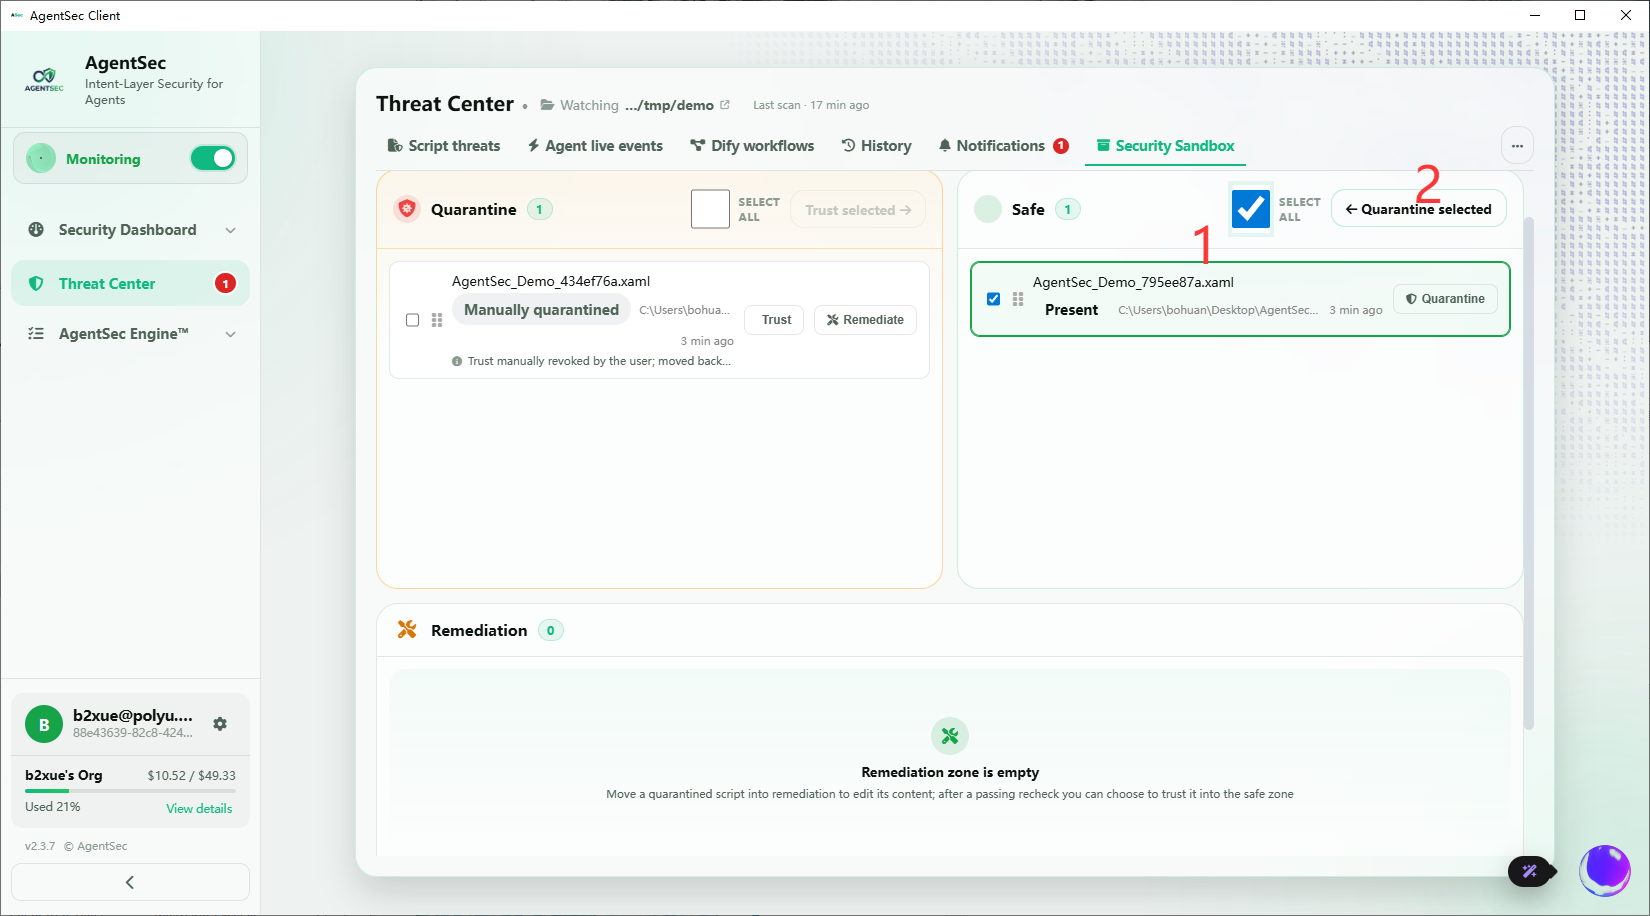 AgentSec Client
AgentSec
Intent-Layer Security for
Agents
AGENTSEC
Monitoring
Security Dashboard
Threat Center 1
AgentSec Engine™
B
b2xue@polyu....
88e43639-82c8-424...
b2xue's Org $10.52 / $49.33
Used 21% View details
v2.3.7 © AgentSec
Threat Center • Watching .../tmp/demo Last scan · 17 min ago
Script threats Agent live events Dify workflows History Notifications 1 Security Sandbox ...
Quarantine 1 SELECT ALL Trust selected →
AgentSec_Demo_434ef76a.xaml
Manually quarantined C:\Users\bohua... Trust Remediate
3 min ago
Trust manually revoked by the user; moved back...
Safe 1 SELECT ALL ← Quarantine selected
2
1
AgentSec_Demo_795ee87a.xaml
Present C:\Users\bohuan\Desktop\AgentSec... 3 min ago Quarantine
Remediation 0
Remediation zone is empty
Move a quarantined script into remediation to edit its content; after a passing recheck you can choose to trust it into the safe zone